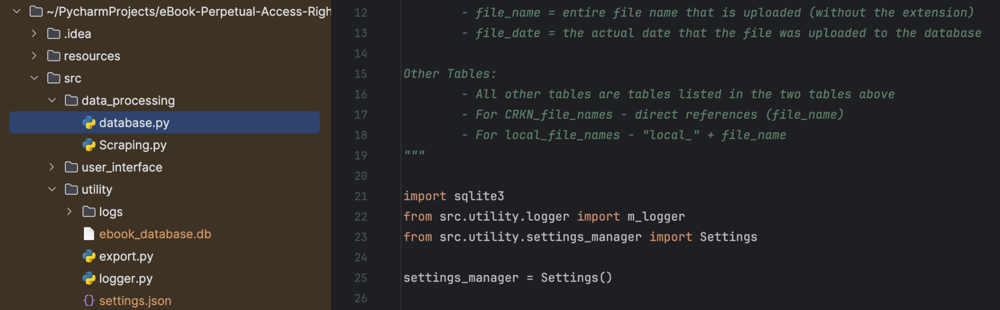 ~/PycharmProjects/eBook-Perpetual-Access-Righ
.idea
resources
src
data_processing
database.py
Scraping.py
user_interface
utility
logs
ebook_database.db
export.py
logger.py
{} settings.json
12 - file_name = entire file name that is uploaded (without the extension)
13 - file_date = the actual date that the file was uploaded to the database
14
15 Other Tables:
16 - All other tables are tables listed in the two tables above
17 - For CRKN_file_names - direct references (file_name)
18 - For local_file_names - "local_" + file_name
19 """
20
21 import sqlite3
22 from src.utility.logger import m_logger
23 from src.utility.settings_manager import Settings
24
25 settings_manager = Settings()
26